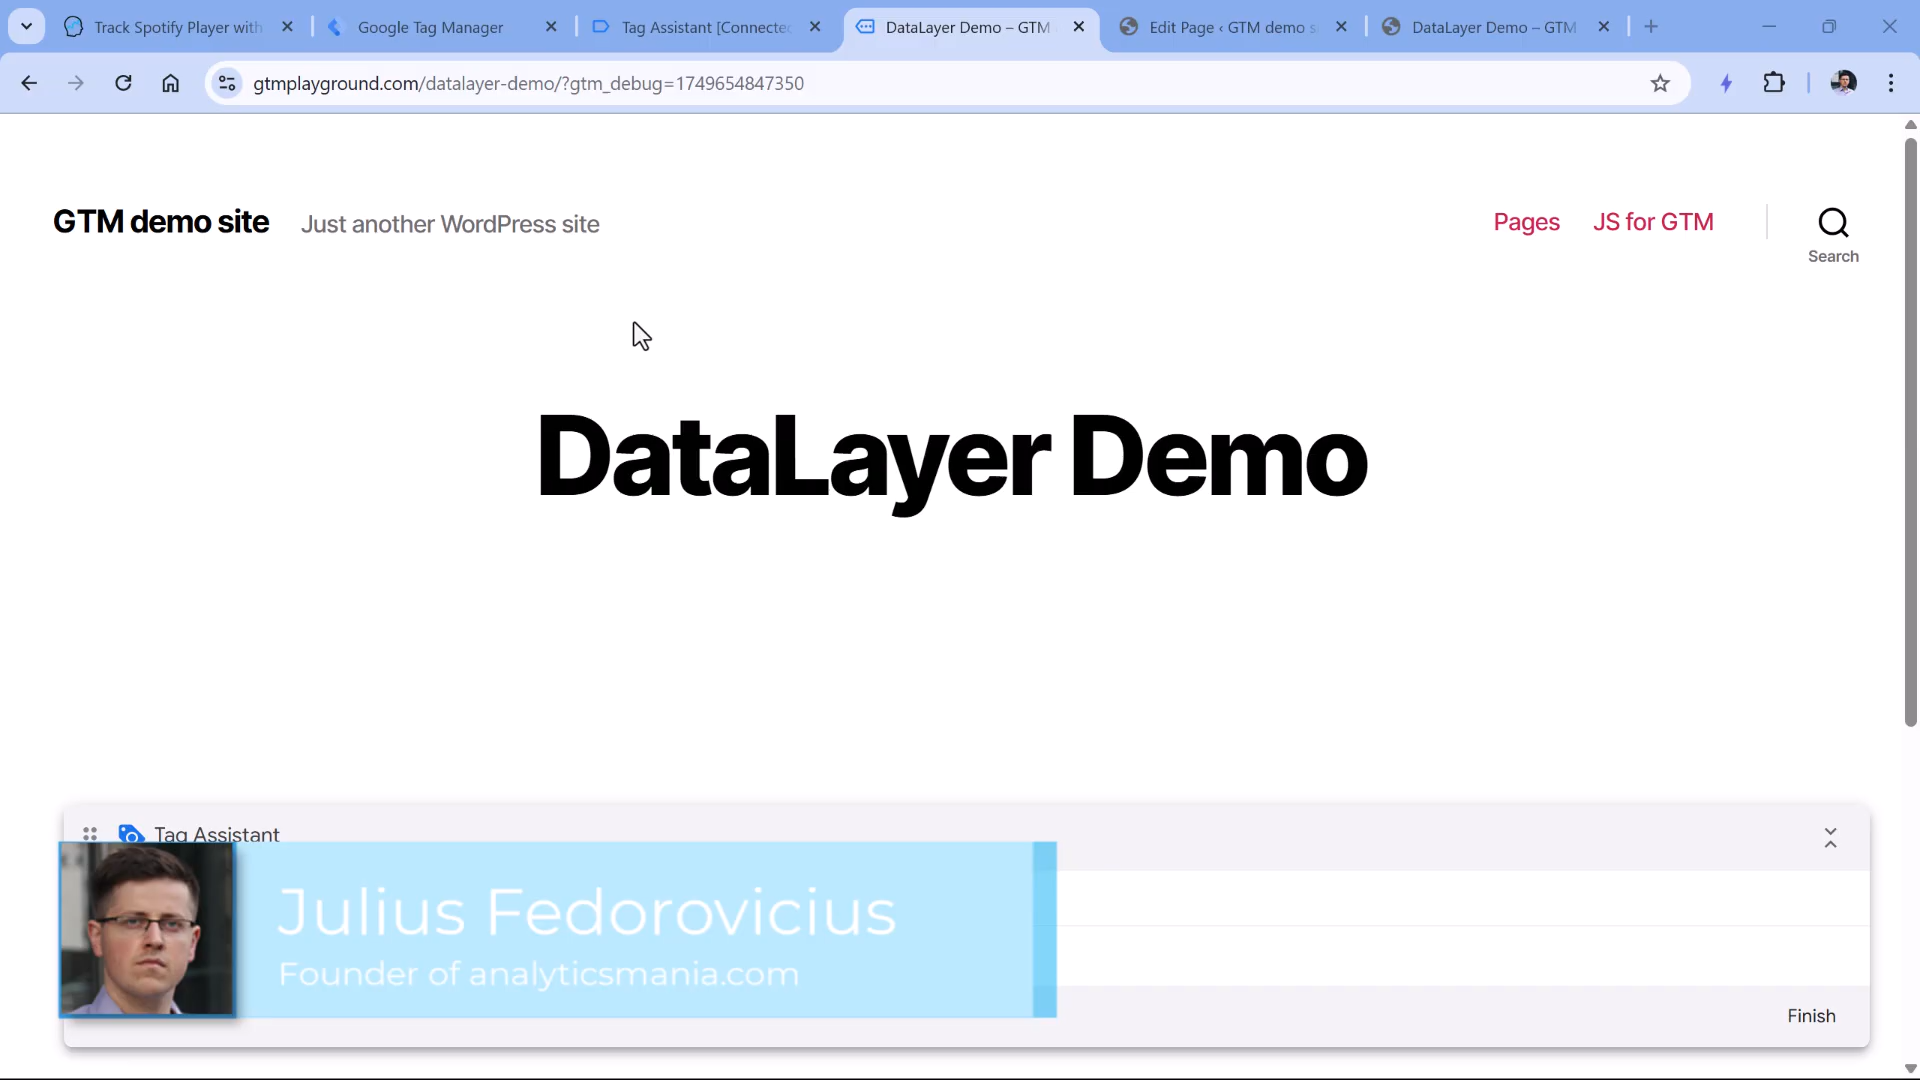 Track Spotify Player with
Google Tag Manager
Tag Assistant [Connected
DataLayer Demo – GTM
Edit Page ‹ GTM demo s
DataLayer Demo – GTM
gtmplayground.com/datalayer-demo/?gtm_debug=1749654847350
GTM demo site
Just another WordPress site
Pages
JS for GTM
Search
DataLayer Demo
Tag Assistant
Julius Fedorovicius
Founder of analyticsmania.com
Finish